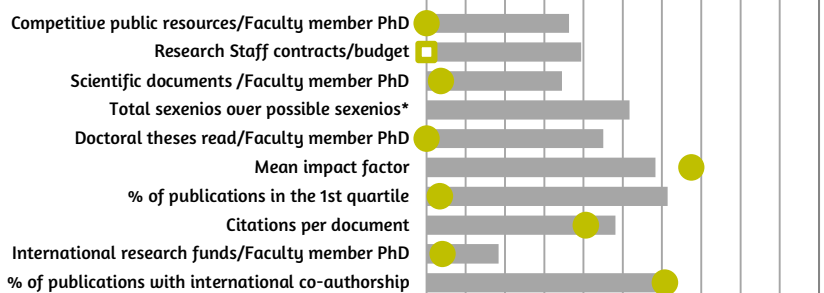 Competitive public resources/Faculty member PhD
Research Staff contracts/budget
Scientific documents /Faculty member PhD
Total sexenios over possible sexenios*
Doctoral theses read/Faculty member PhD
Mean impact factor
% of publications in the 1st quartile
Citations per document
International research funds/Faculty member PhD
% of publications with international co-authorship